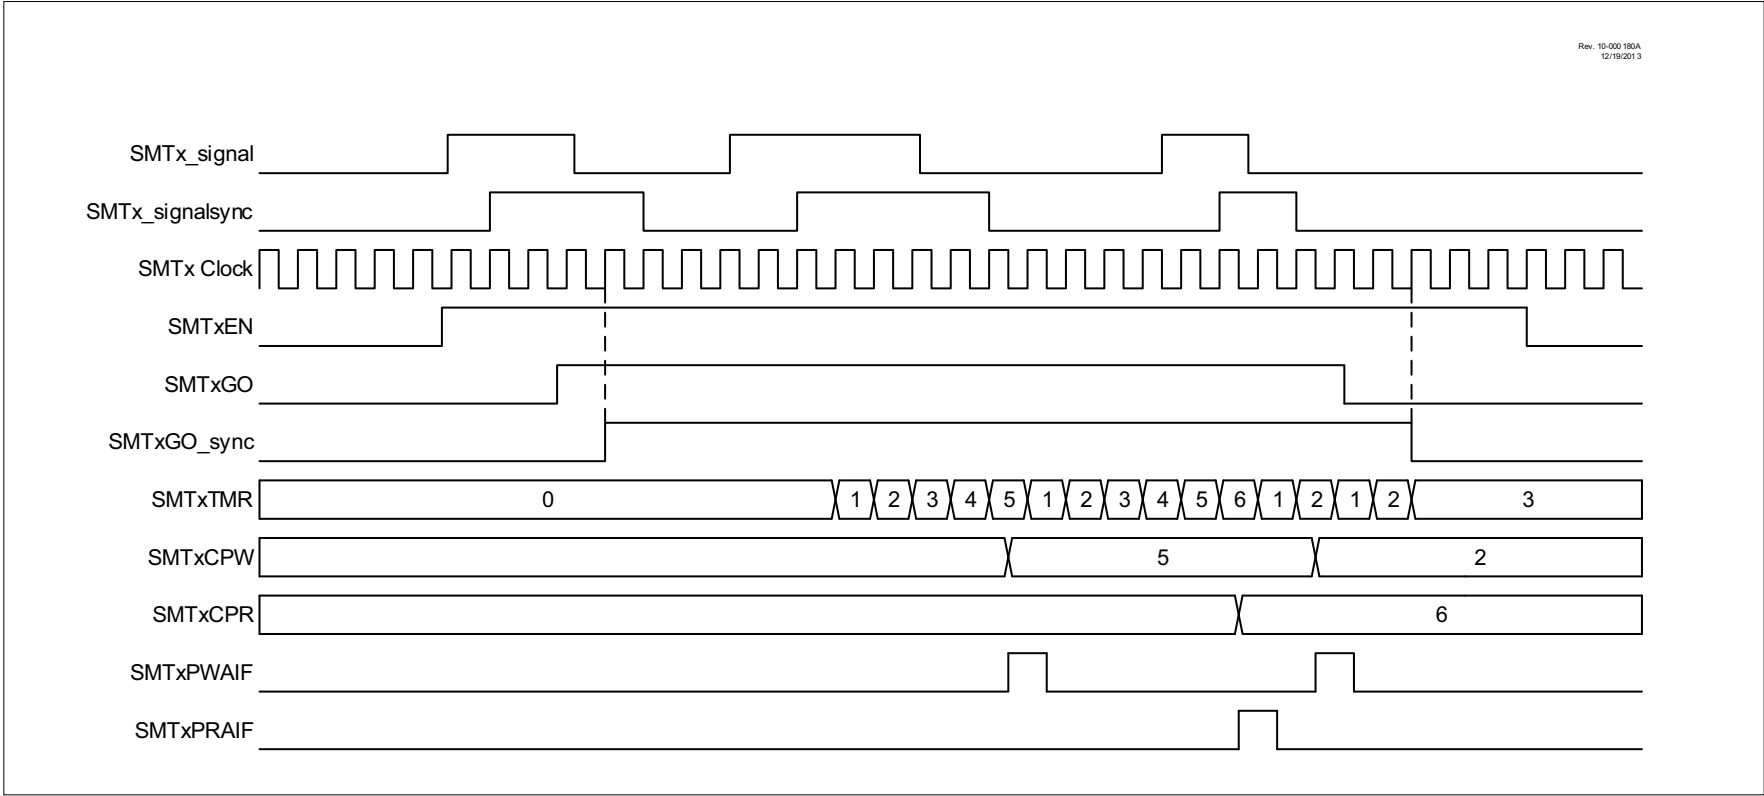 Rev. 10-000 180A
12/19/201 3
SMTx_signal
SMTx_signalsync
SMTx Clock
SMTxEN
SMTxGO
SMTxGO_sync
SMTxTMR 0 1 2 3 4 5 1 2 3 4 5 6 1 2 1 2 3
SMTxCPW 5 2
SMTxCPR 6
SMTxPWAIF
SMTxPRAIF